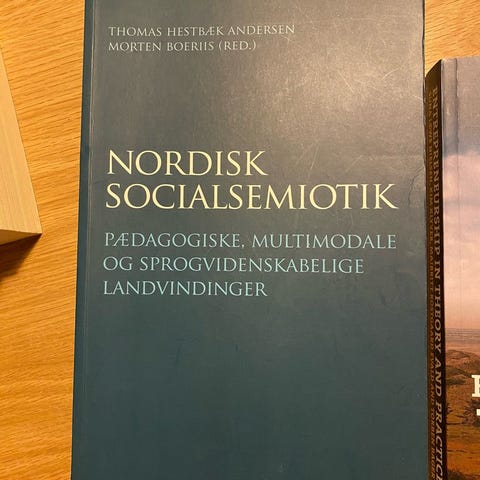 THOMAS HESTBÆK ANDERSEN
MORTEN BOERIIS (RED.)
NORDISK
SOCIALSEMIOTIK
PÆDAGOGISKE, MULTIMODALE
OG SPROGVIDENSKABELIGE
LANDVINDINGER
ENTREPRENEURSHIP IN THEORY AND PRACTICE